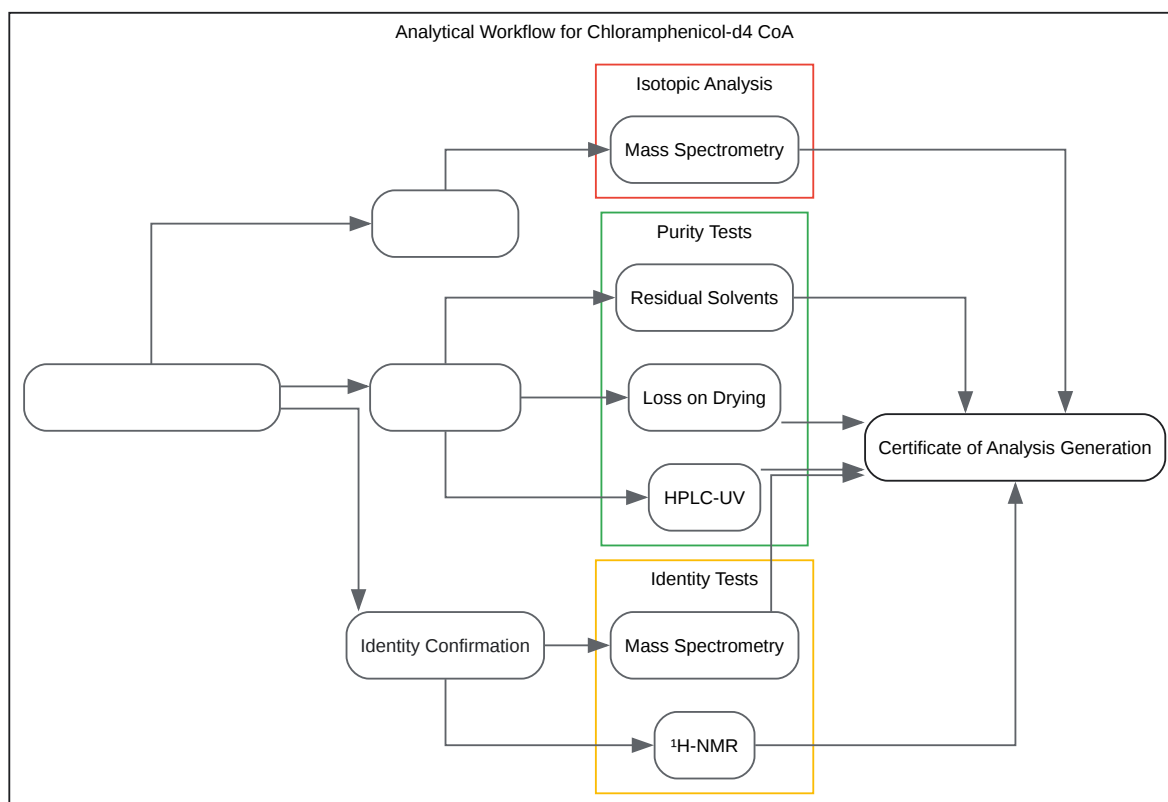 Analytical Workflow for Chloramphenicol-d4 CoA
Isotopic Analysis
Mass Spectrometry
Purity Tests
Residual Solvents
Loss on Drying
Certificate of Analysis Generation
HPLC-UV
Identity Tests
Identity Confirmation
Mass Spectrometry
¹H-NMR